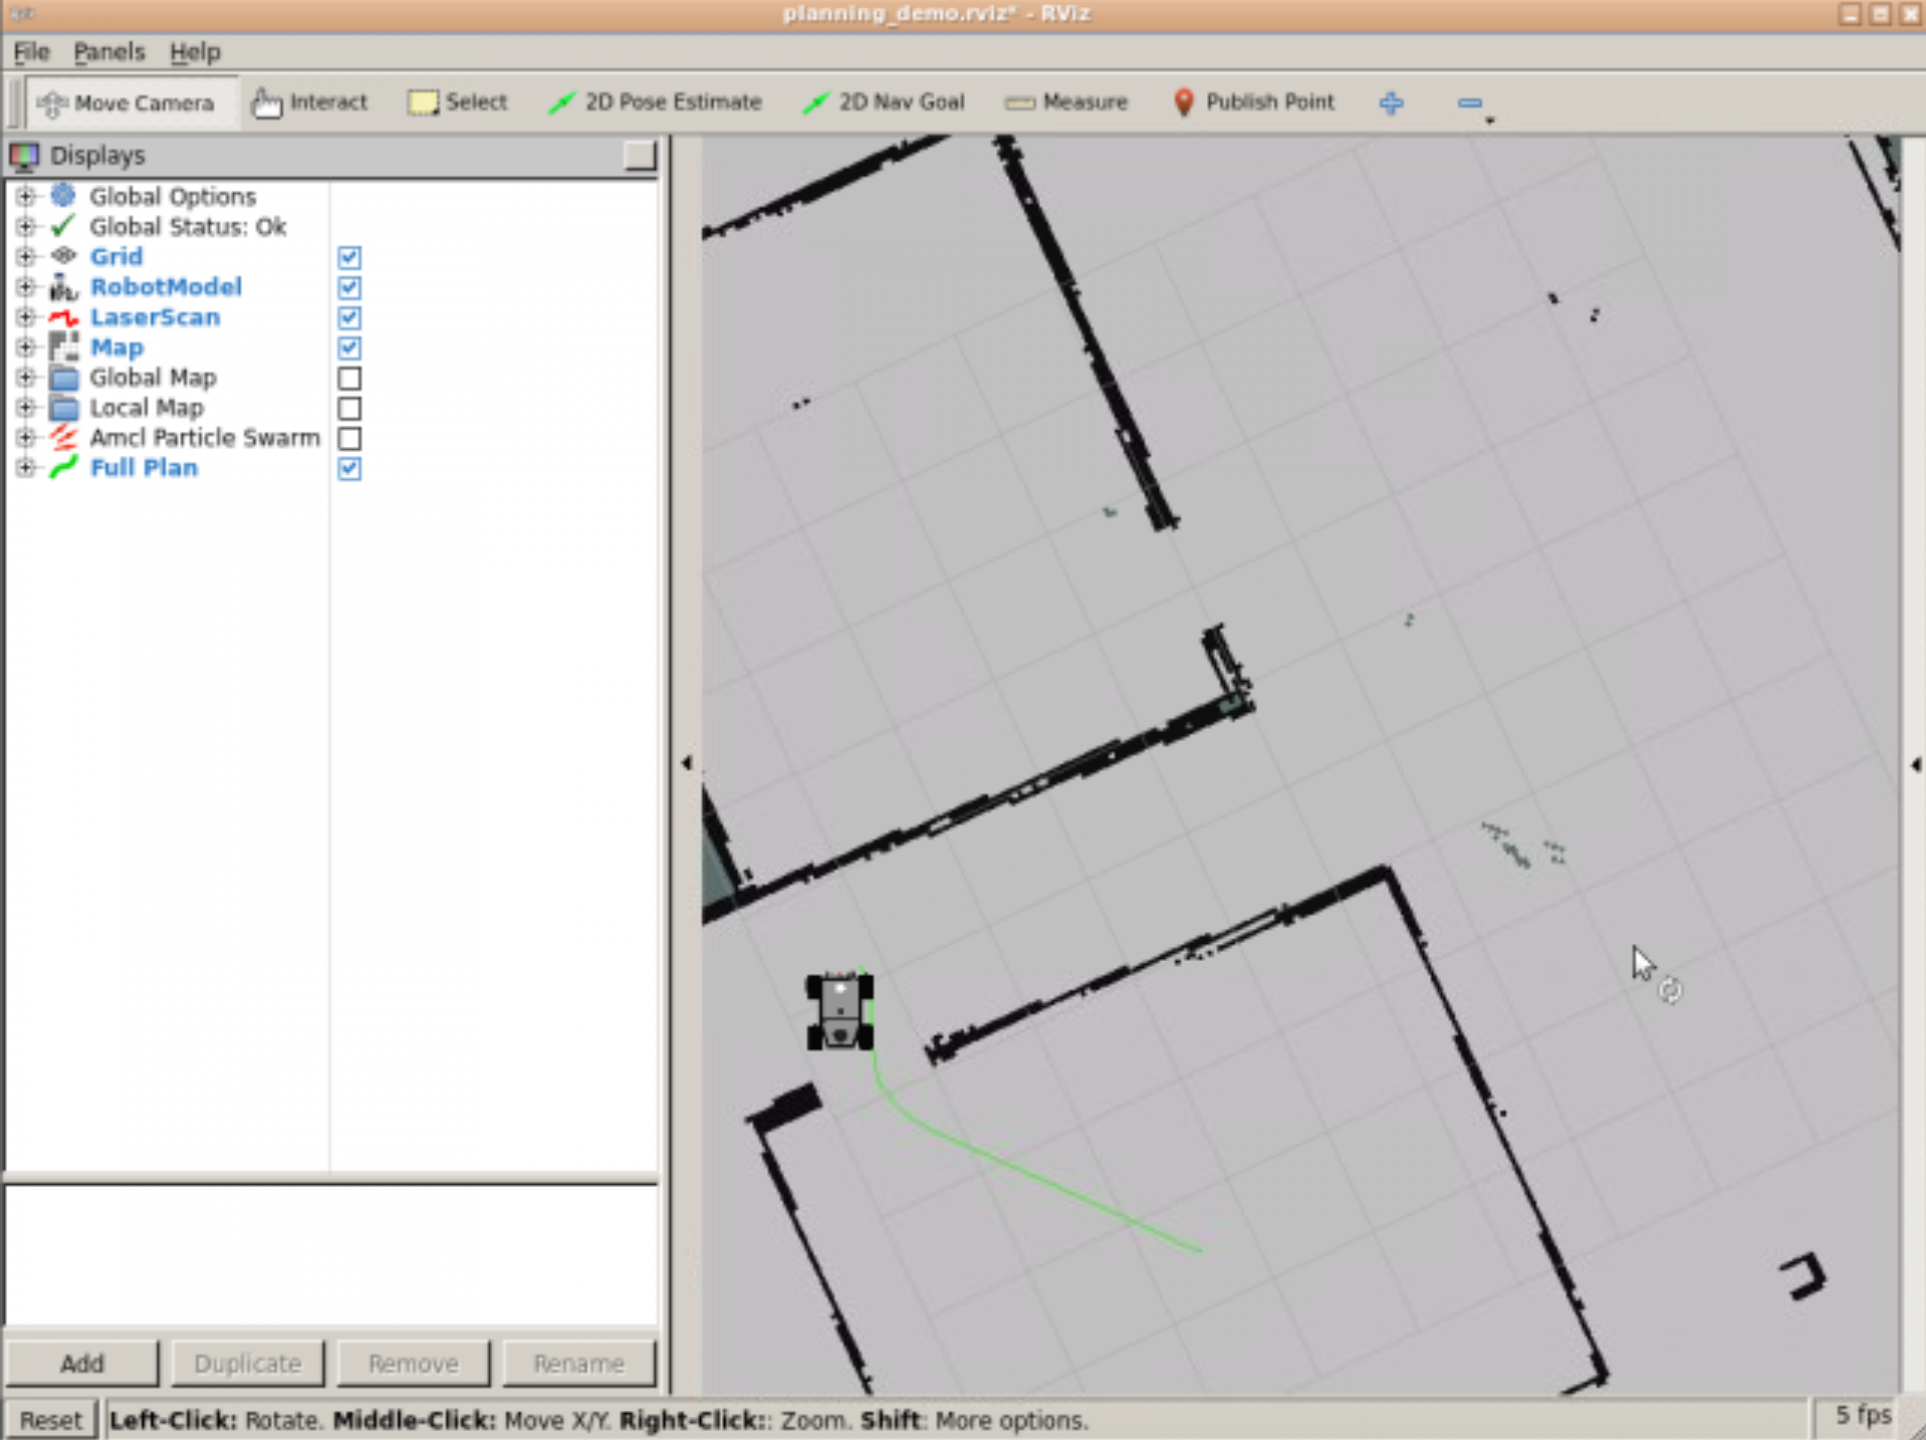 planning_demo.rviz* - RViz
File Panels Help
Move Camera Interact Select 2D Pose Estimate 2D Nav Goal Measure Publish Point
Displays
Global Options
Global Status: Ok
Grid
RobotModel
LaserScan
Map
Global Map
Local Map
Amcl Particle Swarm
Full Plan
Add Duplicate Remove Rename
Reset Left-Click: Rotate. Middle-Click: Move X/Y. Right-Click:: Zoom. Shift: More options. 5 fps